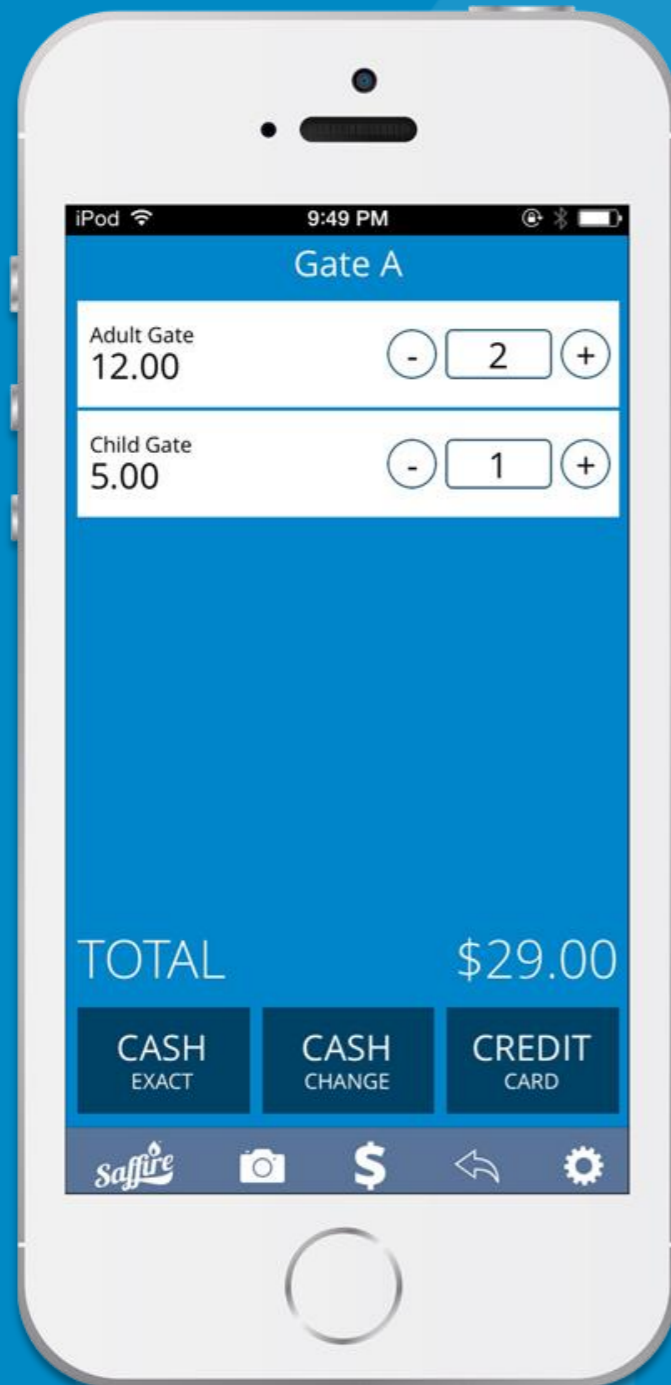 iPod 9:49 PM
Gate A
Adult Gate
12.00
- 2 +
Child Gate
5.00
- 1 +
TOTAL $29.00
CASH CASH CREDIT
EXACT CHANGE CARD
Saffire $